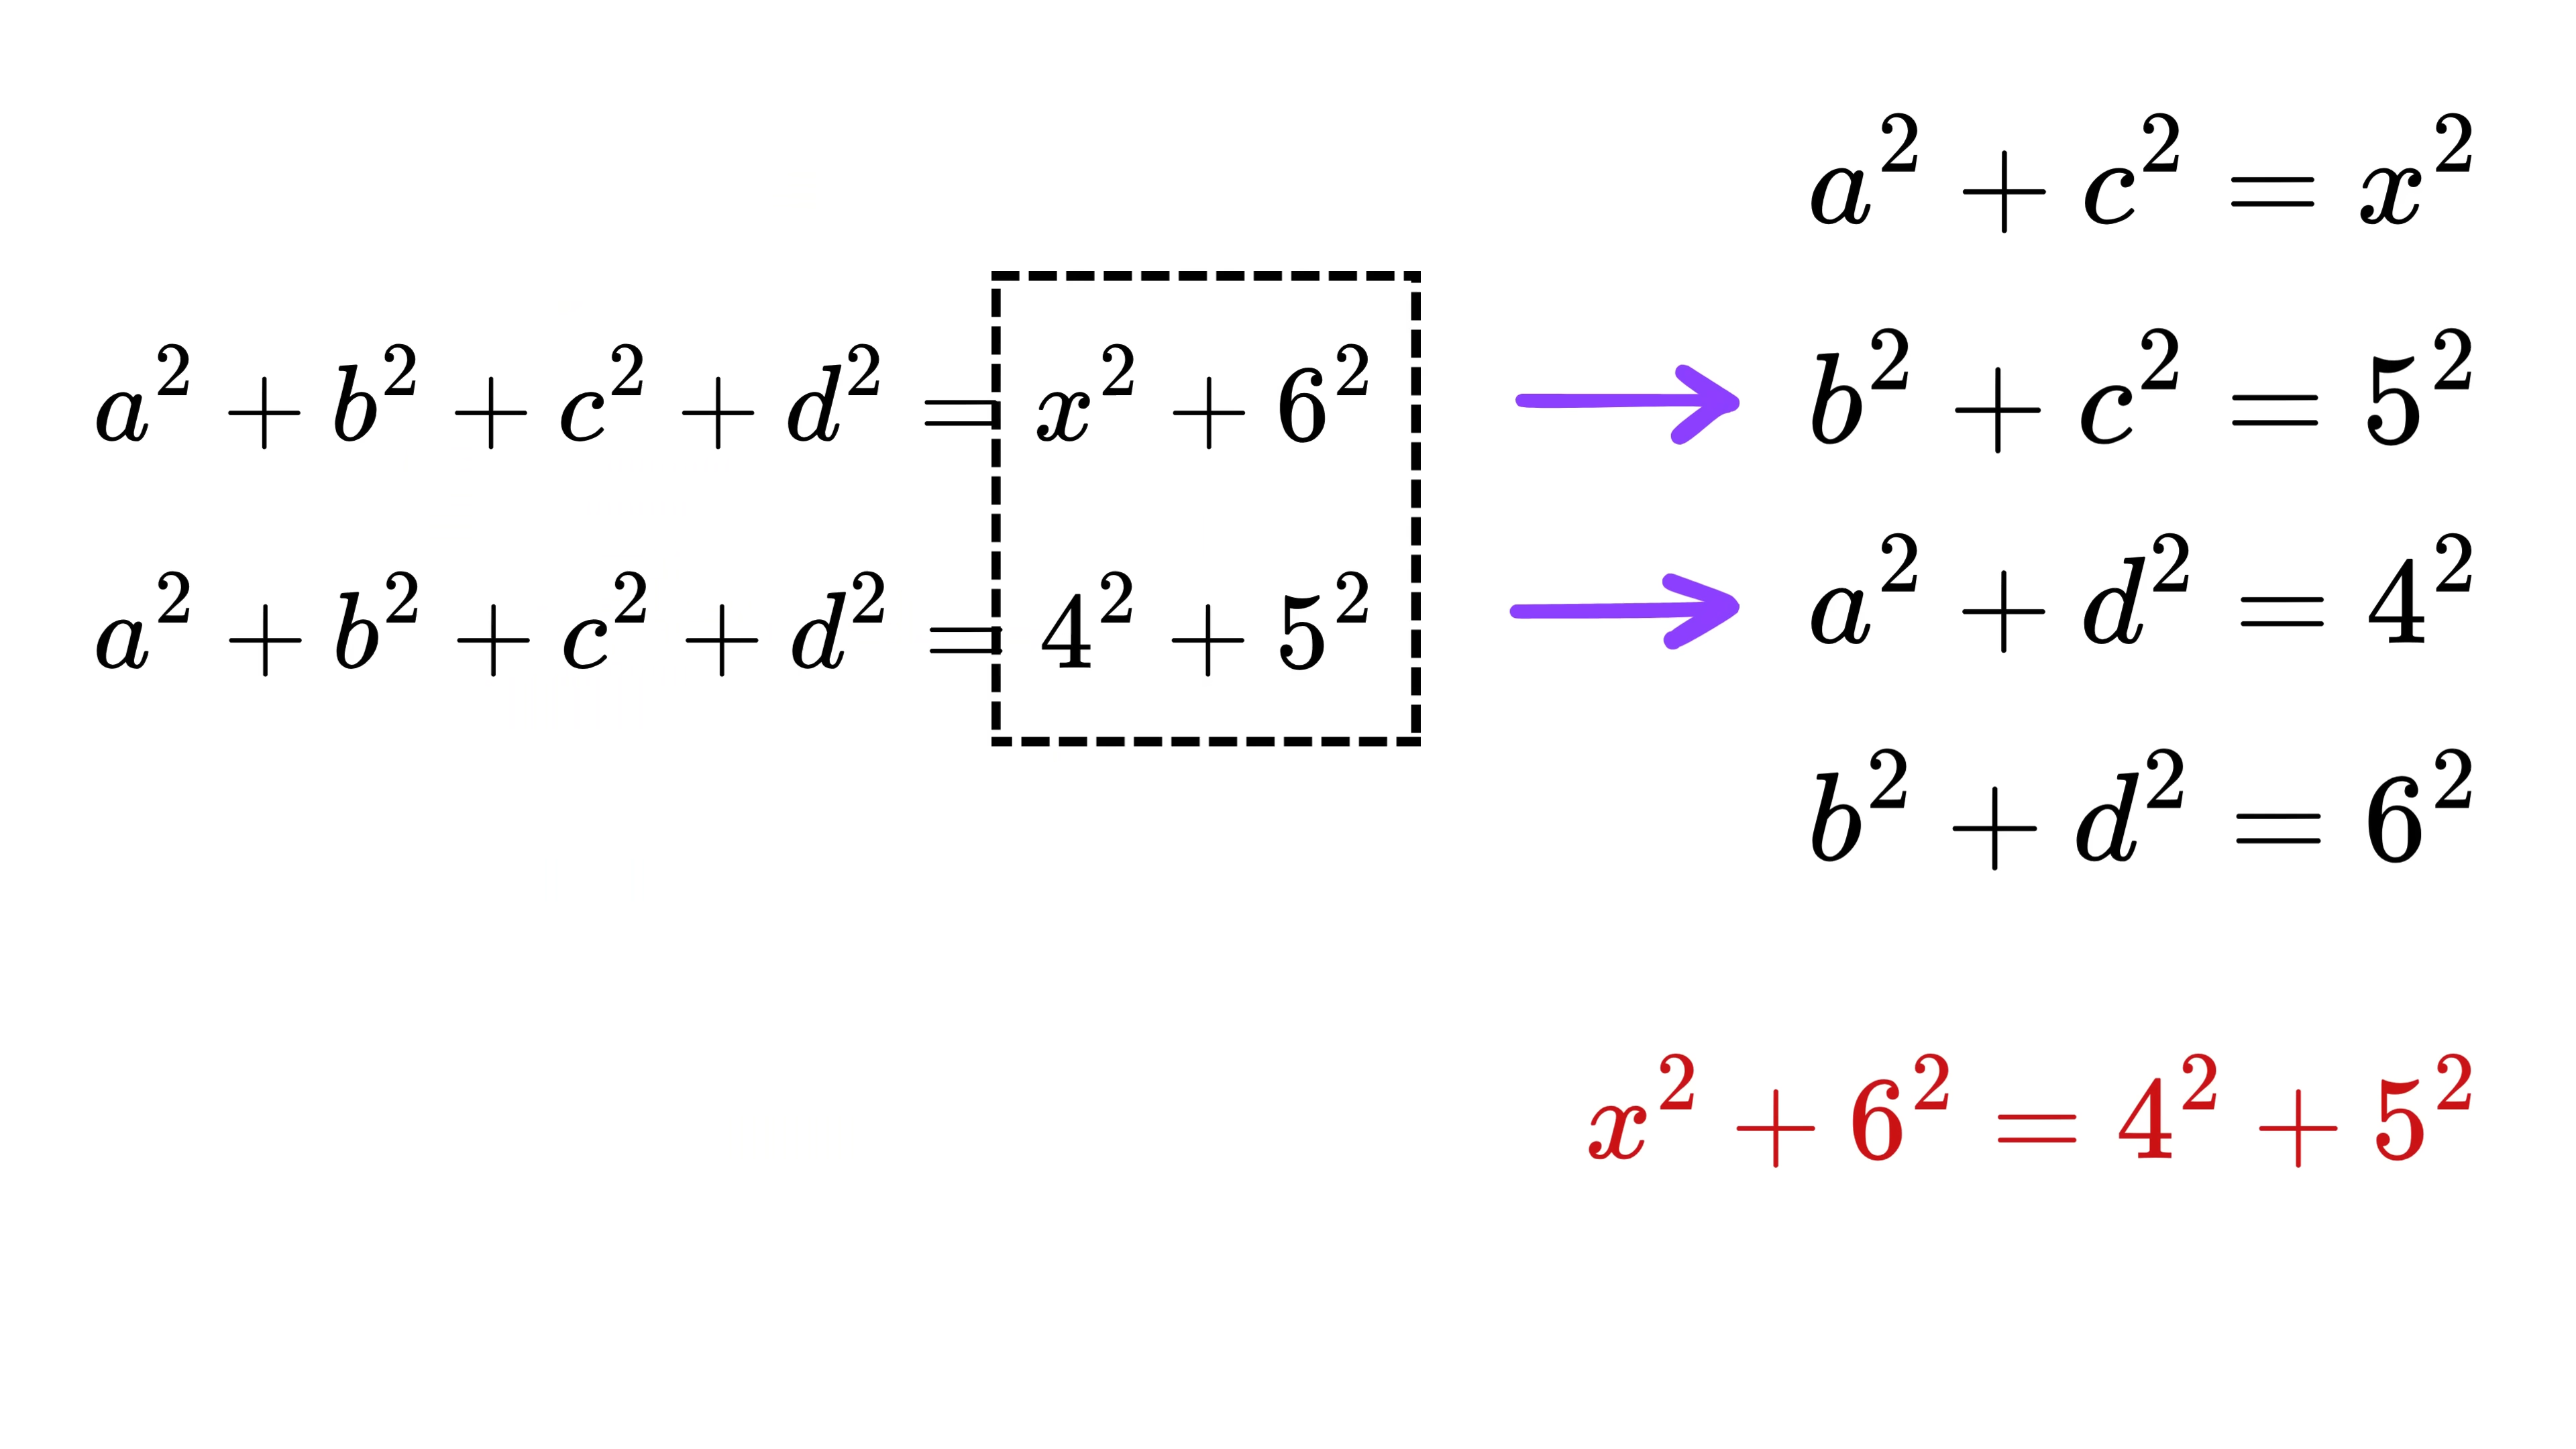 a² + c² = x²
a² + b² + c² + d² = x² + 6²
b² + c² = 5²
a² + b² + c² + d² = 4² + 5²
a² + d² = 4²
b² + d² = 6²
x² + 6² = 4² + 5²